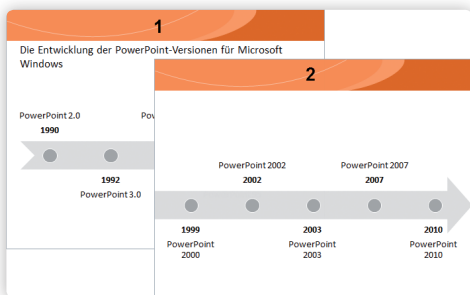 1
Die Entwicklung der PowerPoint-Versionen für Microsoft
Windows
PowerPoint 2.0
1990
1992
PowerPoint 3.0
2
PowerPoint 2002
2002
PowerPoint 2007
2007
1999
PowerPoint
2000
2003
PowerPoint
2003
2010
PowerPoint
2010